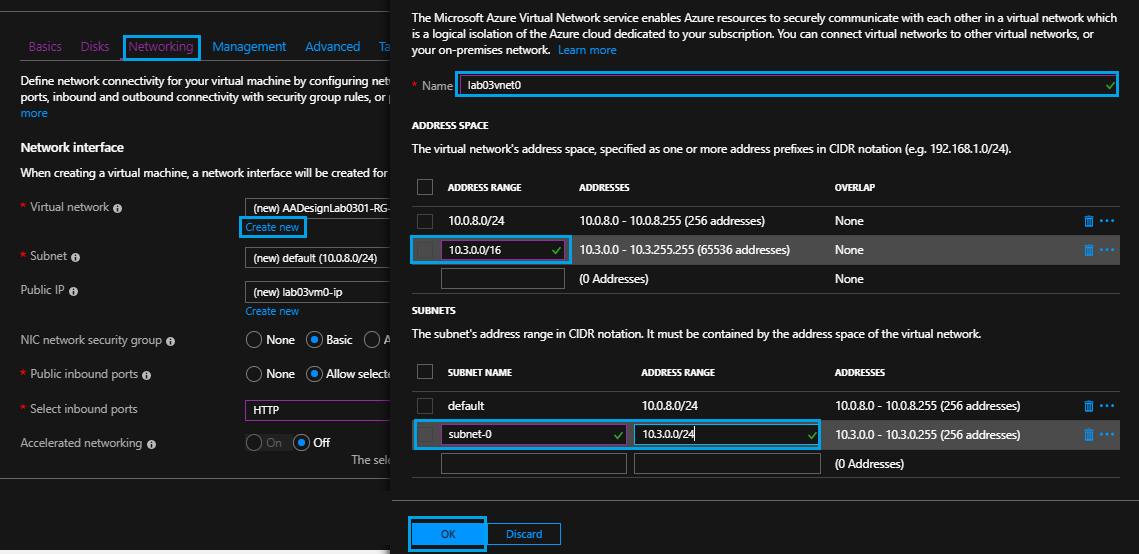 Basics Disks Networking Management Advanced Ta
Define network connectivity for your virtual machine by configuring net
ports, inbound and outbound connectivity with security group rules, or
more
Network interface
When creating a virtual machine, a network interface will be created for
* Virtual network
(new) AADesignLab0301-RG-
Create new
* Subnet
(new) default (10.0.8.0/24)
Public IP
(new) lab03vm0-ip
Create new
NIC network security group
None Basic A
* Public inbound ports
None Allow selecte
* Select inbound ports
HTTP
Accelerated networking
On Off
The sele
The Microsoft Azure Virtual Network service enables Azure resources to securely communicate with each other in a virtual network which
is a logical isolation of the Azure cloud dedicated to your subscription. You can connect virtual networks to other virtual networks, or
your on-premises network. Learn more
* Name lab03vnet0
ADDRESS SPACE
The virtual network's address space, specified as one or more address prefixes in CIDR notation (e.g. 192.168.1.0/24).
ADDRESS RANGE ADDRESSES OVERLAP
10.0.8.0/24 10.0.8.0 - 10.0.8.255 (256 addresses) None
10.3.0.0/16 10.3.0.0 - 10.3.255.255 (65536 addresses) None
(0 Addresses) None
SUBNETS
The subnet's address range in CIDR notation. It must be contained by the address space of the virtual network.
SUBNET NAME ADDRESS RANGE ADDRESSES
default 10.0.8.0/24 10.0.8.0 - 10.0.8.255 (256 addresses)
subnet-0 10.3.0.0/24 10.3.0.0 - 10.3.0.255 (256 addresses)
(0 Addresses)
OK Discard